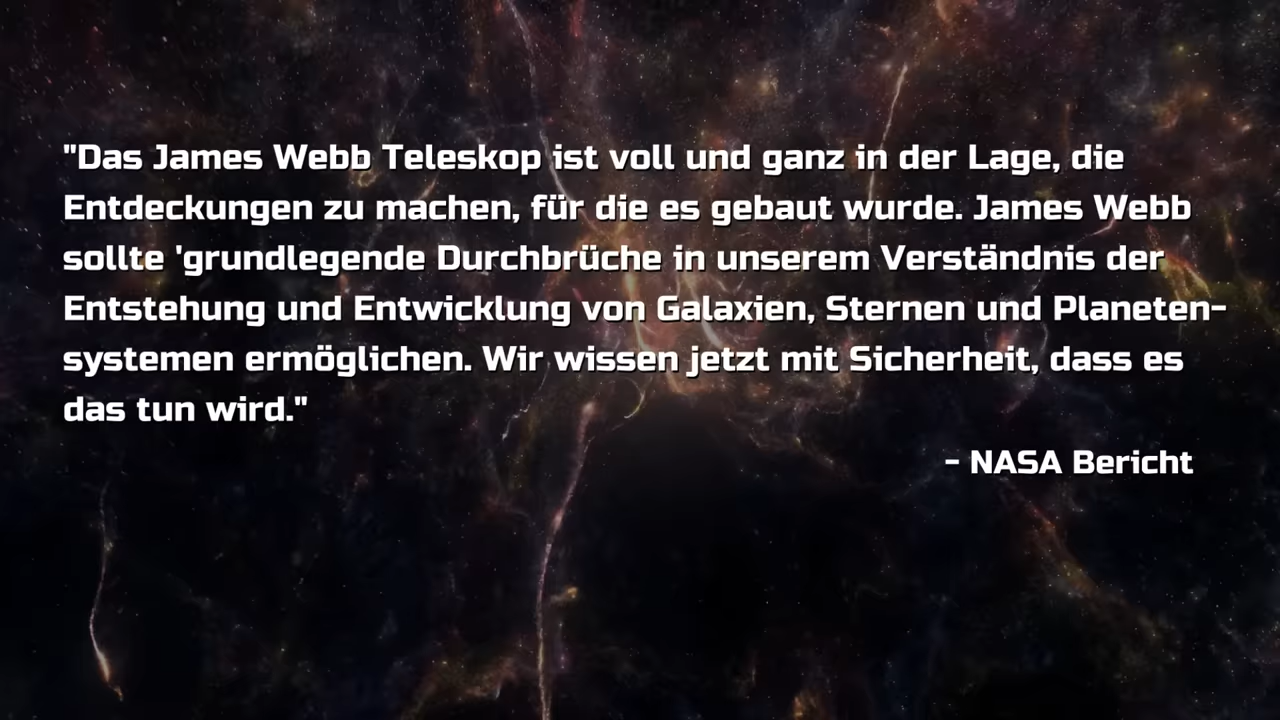 "Das James Webb Teleskop ist voll und ganz in der Lage, die
Entdeckungen zu machen, für die es gebaut wurde. James Webb
sollte 'grundlegende Durchbrüche in unserem Verständnis der
Entstehung und Entwicklung von Galaxien, Sternen und Planeten-
systemen ermöglichen. Wir wissen jetzt mit Sicherheit, dass es
das tun wird."
- NASA Bericht